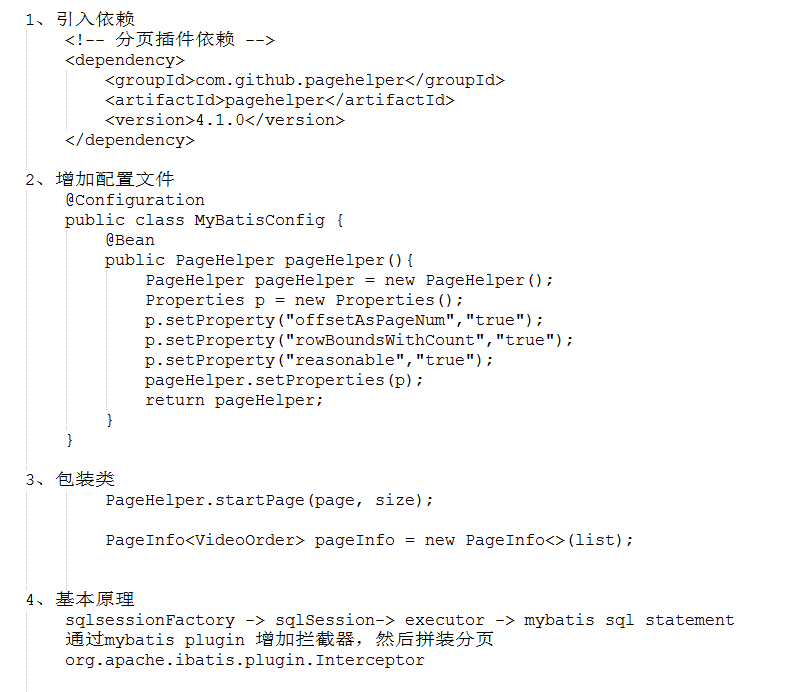 1、引入依赖
<!-- 分页插件依赖 -->
<dependency>
<groupId>com.github.pagehelper</groupId>
<artifactId>pagehelper</artifactId>
<version>4.1.0</version>
</dependency>
2、增加配置文件
@Configuration
public class MyBatisConfig {
@Bean
public PageHelper pageHelper(){
PageHelper pageHelper = new PageHelper();
Properties p = new Properties();
p.setProperty("offsetAsPageNum","true");
p.setProperty("rowBoundsWithCount","true");
p.setProperty("reasonable","true");
pageHelper.setProperties(p);
return pageHelper;
}
}
3、包装类
PageHelper.startPage(page, size);
PageInfo<VideoOrder> pageInfo = new PageInfo<>(list);
4、基本原理
sqlsessionFactory -> sqlSession-> executor -> mybatis sql statement
通过mybatis plugin 增加拦截器，然后拼装分页
org.apache.ibatis.plugin.Interceptor